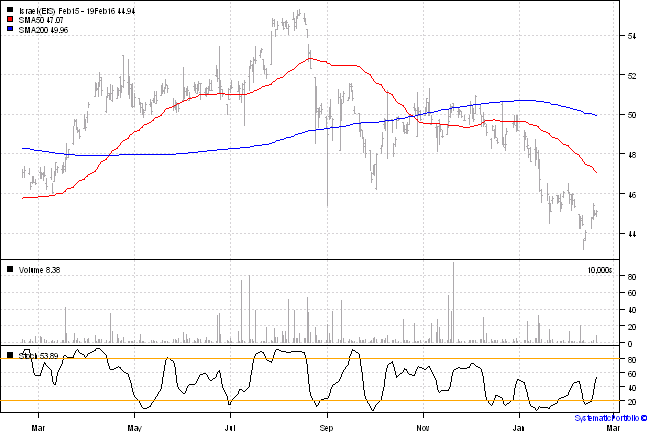 Israel(EIS) Feb15 - 19Feb16 44.94
SMA50 47.07
SMA200 49.96
54
52
50
48
46
44
Volume 8.38
10,000s
80
60
40
20
0
Stoch 53.89
80
60
40
20
SystematicPortfolio ©
Mar May Jul Sep Nov Jan Mar